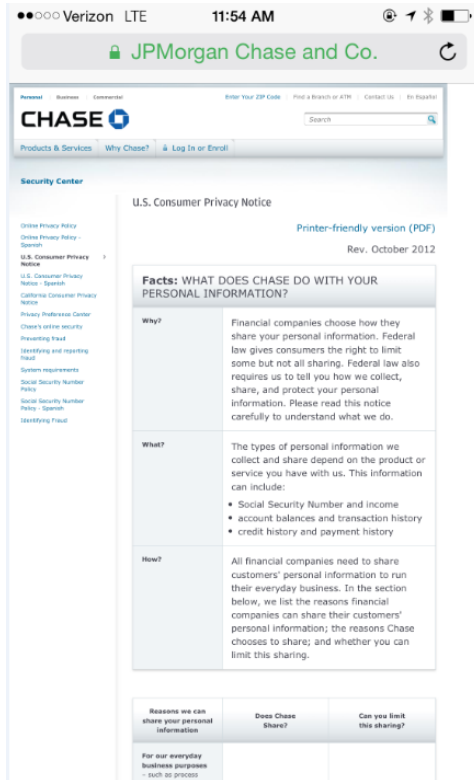 Verizon LTE 11:54 AM
JPMorgan Chase and Co.
Personal Business Commercial
Enter Your ZIP Code Find a Branch or ATM Contact Us En Español
CHASE
Search
Products & Services Why Chase? Log In or Enroll
Security Center
U.S. Consumer Privacy Notice
Printer-friendly version (PDF)
Rev. October 2012
Online Privacy Policy
Online Privacy Policy -
Spanish
U.S. Consumer Privacy
Notice
U.S. Consumer Privacy
Notice - Spanish
California Consumer Privacy
Notice
Privacy Preference Center
Chase's online security
Preventing fraud
Identifying and reporting
fraud
System requirements
Social Security Number
Policy
Social Security Number
Policy - Spanish
Identifying Fraud
Facts: WHAT DOES CHASE DO WITH YOUR
PERSONAL INFORMATION?
Why?
Financial companies choose how they
share your personal information. Federal
law gives consumers the right to limit
some but not all sharing. Federal law also
requires us to tell you how we collect,
share, and protect your personal
information. Please read this notice
carefully to understand what we do.
What?
The types of personal information we
collect and share depend on the product or
service you have with us. This information
can include:
• Social Security Number and income
• account balances and transaction history
• credit history and payment history
How?
All financial companies need to share
customers' personal information to run
their everyday business. In the section
below, we list the reasons financial
companies can share their customers'
personal information; the reasons Chase
chooses to share; and whether you can
limit this sharing.
Reasons we can
share your personal
information
Does Chase
Share?
Can you limit
this sharing?
For our everyday
business purposes
– such as process